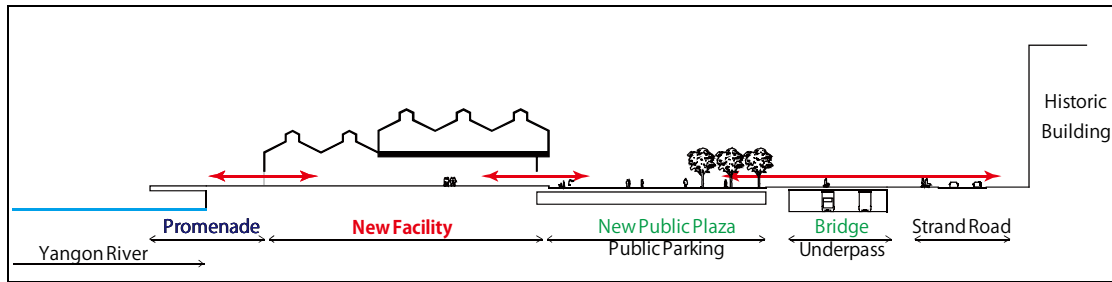 Historic
Building
Promenade
New Facility
New Public Plaza
Bridge
Strand Road
Yangon River
Public Parking
Underpass